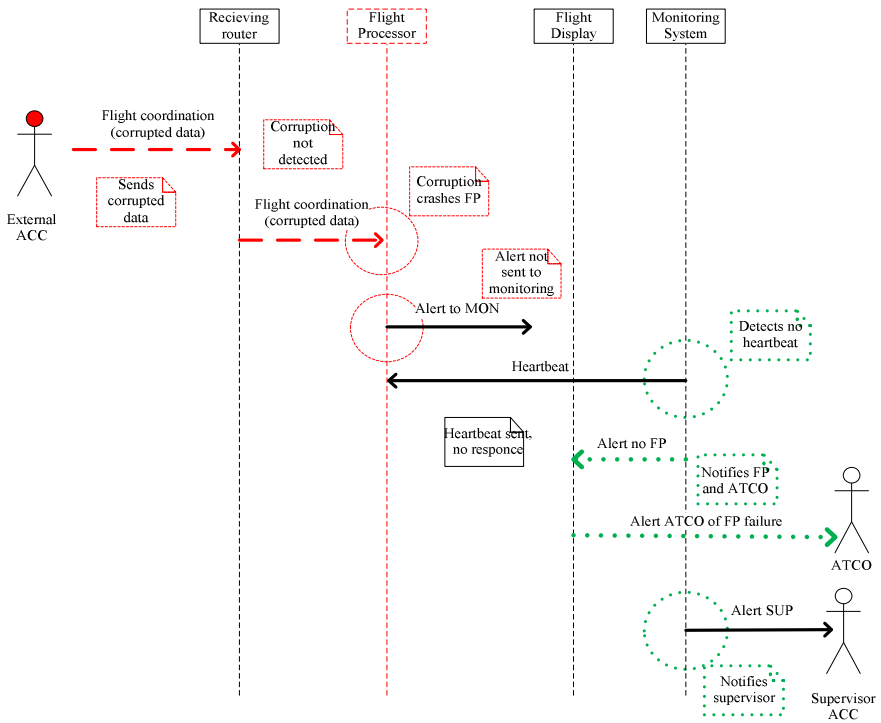 Recieving
router
Flight
Processor
Flight
Display
Monitoring
System
Flight coordination
(corrupted data)
Corruption
not
detected
Sends
corrupted
data
External
ACC
Corruption
crashes FP
Flight coordination
(corrupted data)
Alert not
sent to
monitoring
Alert to MON
Detects no
heartbeat
Heartbeat
Heartbeat sent,
no responce
Alert no FP
Notifies FP
and ATCO
Alert ATCO of FP failure
ATCO
Alert SUP
Notifies
supervisor
Supervisor
ACC